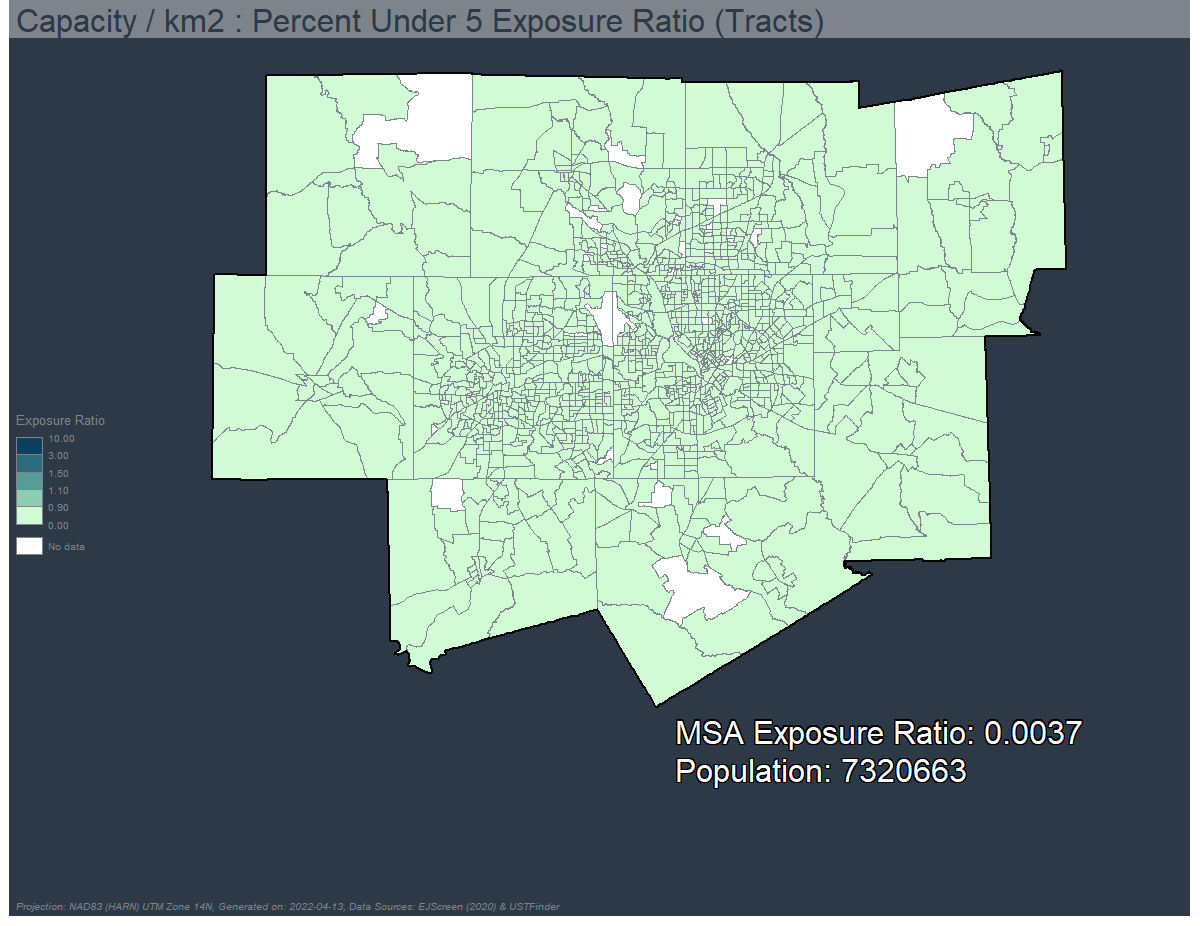 Capacity / km2 : Percent Under 5 Exposure Ratio (Tracts)
Exposure Ratio
10.00
3.00
1.50
1.10
0.90
0.00
No data
MSA Exposure Ratio: 0.0037
Population: 7320663
Projection: NAD83 (HARN) UTM Zone 14N, Generated on: 2022-04-13, Data Sources: EJScreen (2020) & USTFinder